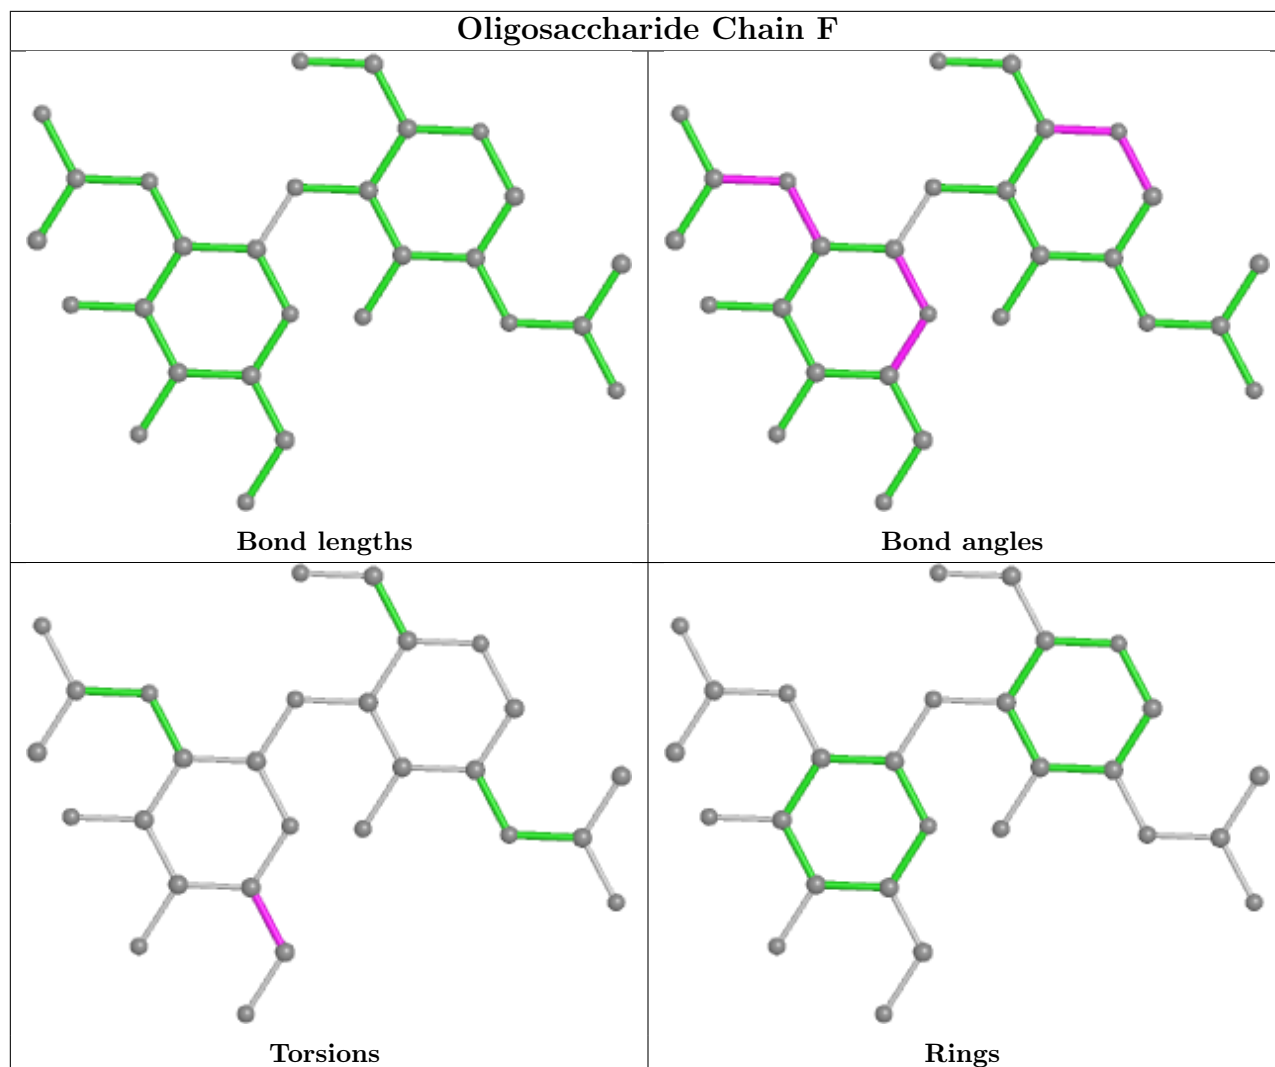 Oligosaccharide Chain F
Bond lengths
Bond angles
Torsions
Rings